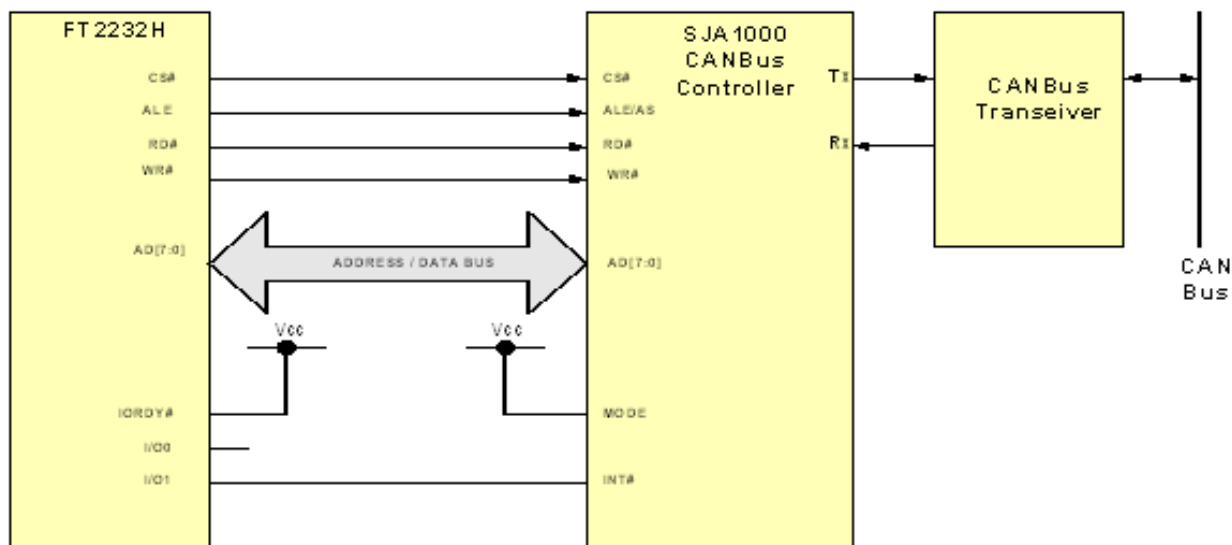 FT2232H
CS#
ALE
RD#
WR#
AD[7:0]
IORDY#
I/O0
I/O1
ADDRESS / DATA BUS
Vcc
Vcc
SJA1000
CANBus
Controller
CS#
ALE/AS
RD#
WR#
AD[7:0]
MODE
INT#
Tx
Rx
CANBus
Transeiver
CAN
Bus